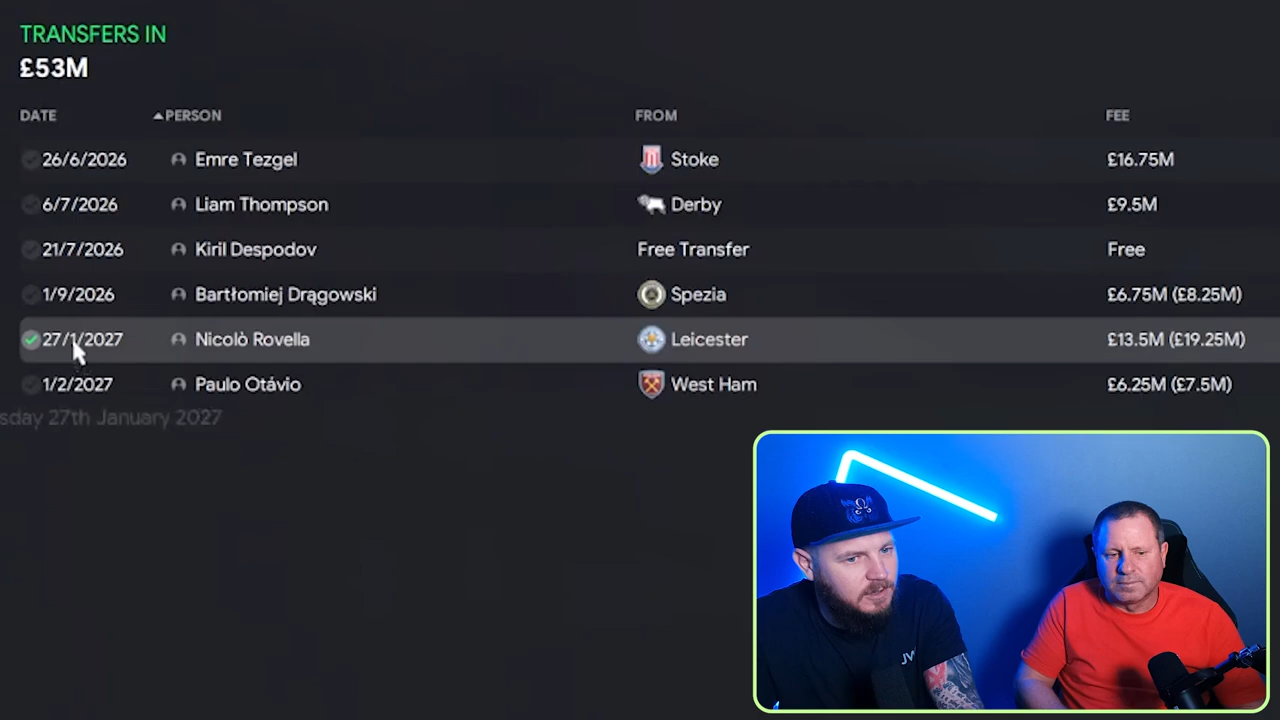 TRANSFERS IN
£53M
DATE PERSON FROM FEE
26/6/2026 Emre Tezgel Stoke £16.75M
6/7/2026 Liam Thompson Derby £9.5M
21/7/2026 Kiril Despodov Free Transfer Free
1/9/2026 Bartłomiej Drągowski Spezia £6.75M (£8.25M)
27/1/2027 Nicolò Rovella Leicester £13.5M (£19.25M)
1/2/2027 Paulo Otávio West Ham £6.25M (£7.5M)
sday 27th January 2027